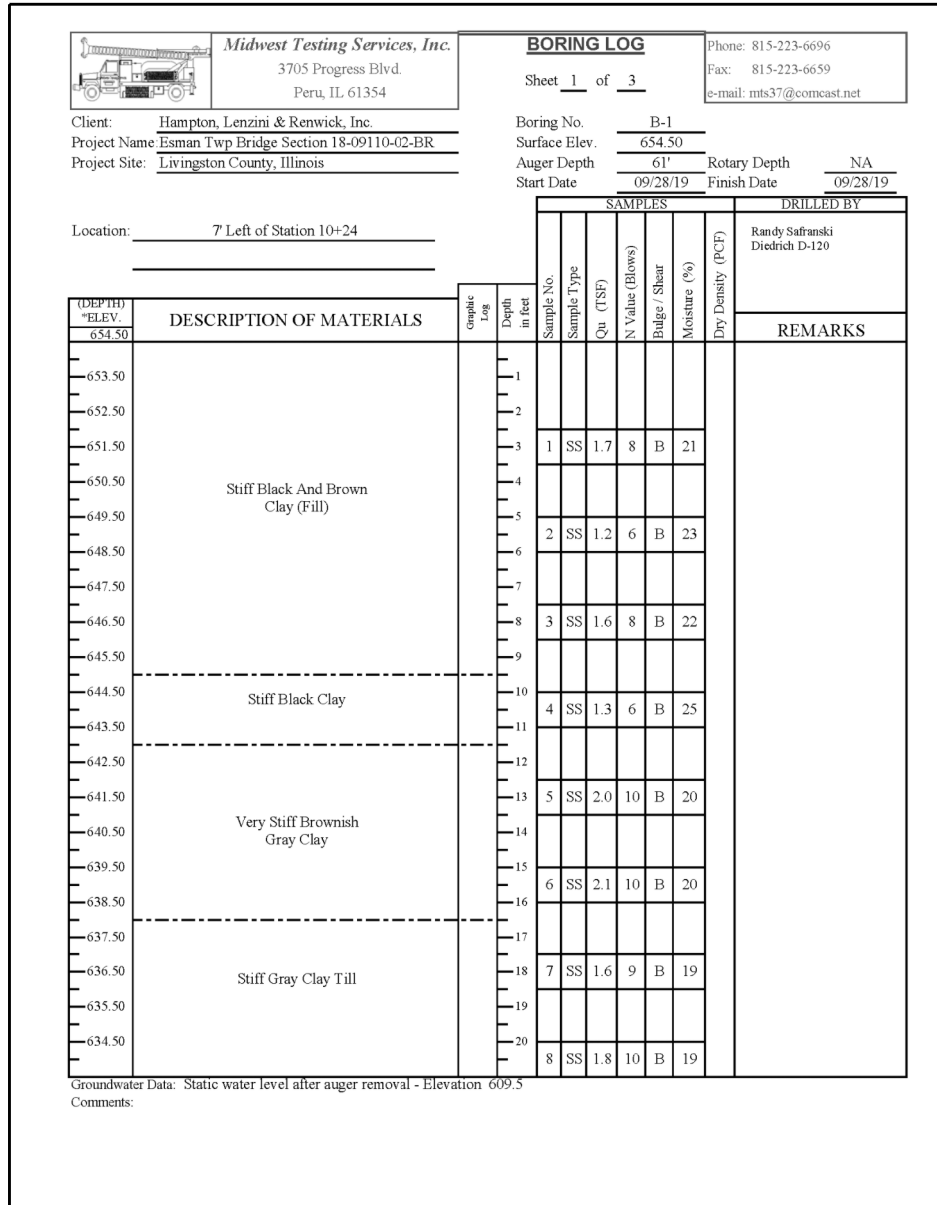 Midwest Testing Services, Inc.
3705 Progress Blvd.
Peru, IL 61354
BORING LOG
Sheet 1 of 3
Phone: 815-223-6696
Fax: 815-223-6659
e-mail: mts37@comcast.net
Client: Hampton, Lenzini & Renwick, Inc.
Project Name: Esman Twp Bridge Section 18-09110-02-BR
Project Site: Livingston County, Illinois
Boring No. B-1
Surface Elev. 654.50
Auger Depth 61' Rotary Depth NA
Start Date 09/28/19 Finish Date 09/28/19
Location: 7' Left of Station 10+24
SAMPLES
DRILLED BY
Randy Safranski
Diedrich D-120
(DEPTH)
*ELEV.
654.50
DESCRIPTION OF MATERIALS
Graphic
Log
Depth
in feet
Sample No.
Sample Type
Qu (TSF)
N Value (Blows)
Bulge / Shear
Moisture (%)
Dry Density (PCF)
REMARKS
653.50 1
652.50 2
651.50 3 1 SS 1.7 8 B 21
650.50 4
Stiff Black And Brown
Clay (Fill)
649.50 5
2 SS 1.2 6 B 23
648.50 6
647.50 7
646.50 8 3 SS 1.6 8 B 22
645.50 9
644.50 10
Stiff Black Clay
4 SS 1.3 6 B 25
643.50 11
642.50 12
641.50 13 5 SS 2.0 10 B 20
Very Stiff Brownish
Gray Clay
640.50 14
639.50 15
6 SS 2.1 10 B 20
638.50 16
637.50 17
636.50 18 7 SS 1.6 9 B 19
Stiff Gray Clay Till
635.50 19
634.50 20
8 SS 1.8 10 B 19
Groundwater Data: Static water level after auger removal - Elevation 609.5
Comments: